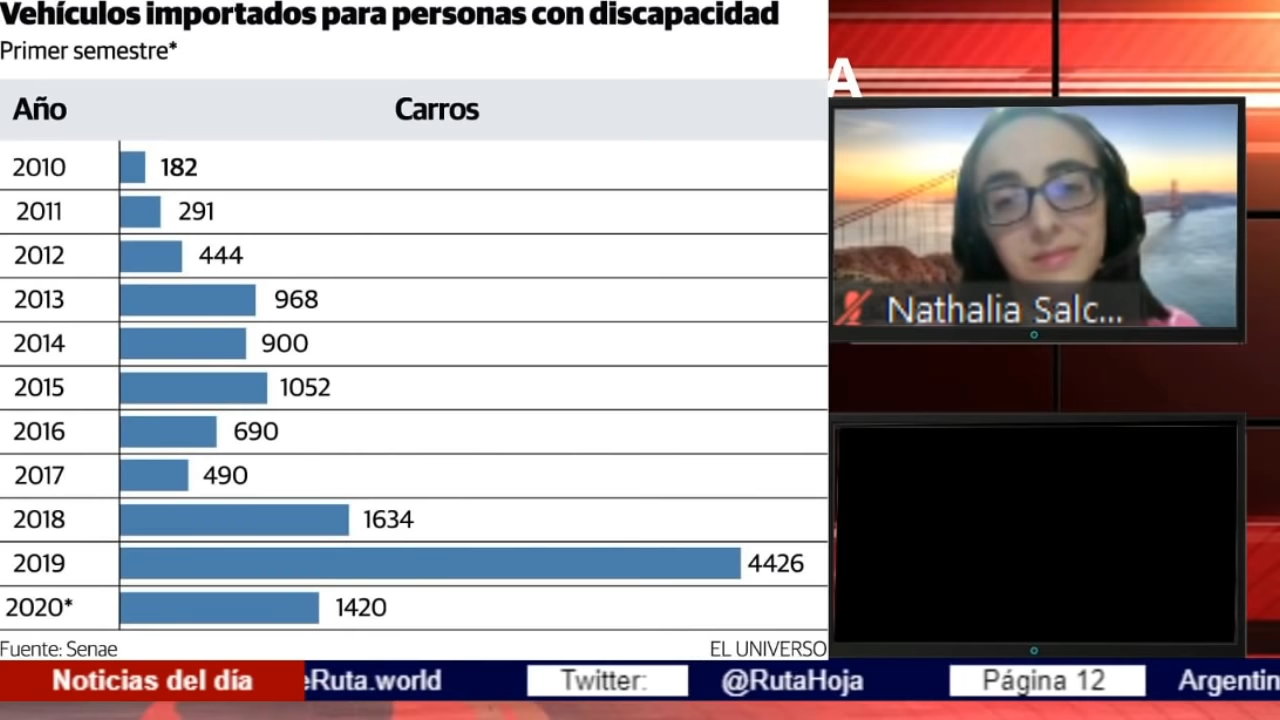 Vehículos importados para personas con discapacidad
Primer semestre*
Año Carros
2010 182
2011 291
2012 444
2013 968
2014 900
2015 1052
2016 690
2017 490
2018 1634
2019 4426
2020* 1420
Fuente: Senae EL UNIVERSO
A
Nathalia Salc...
Noticias del día eRuta.world Twitter: @RutaHoja Página 12 Argentin